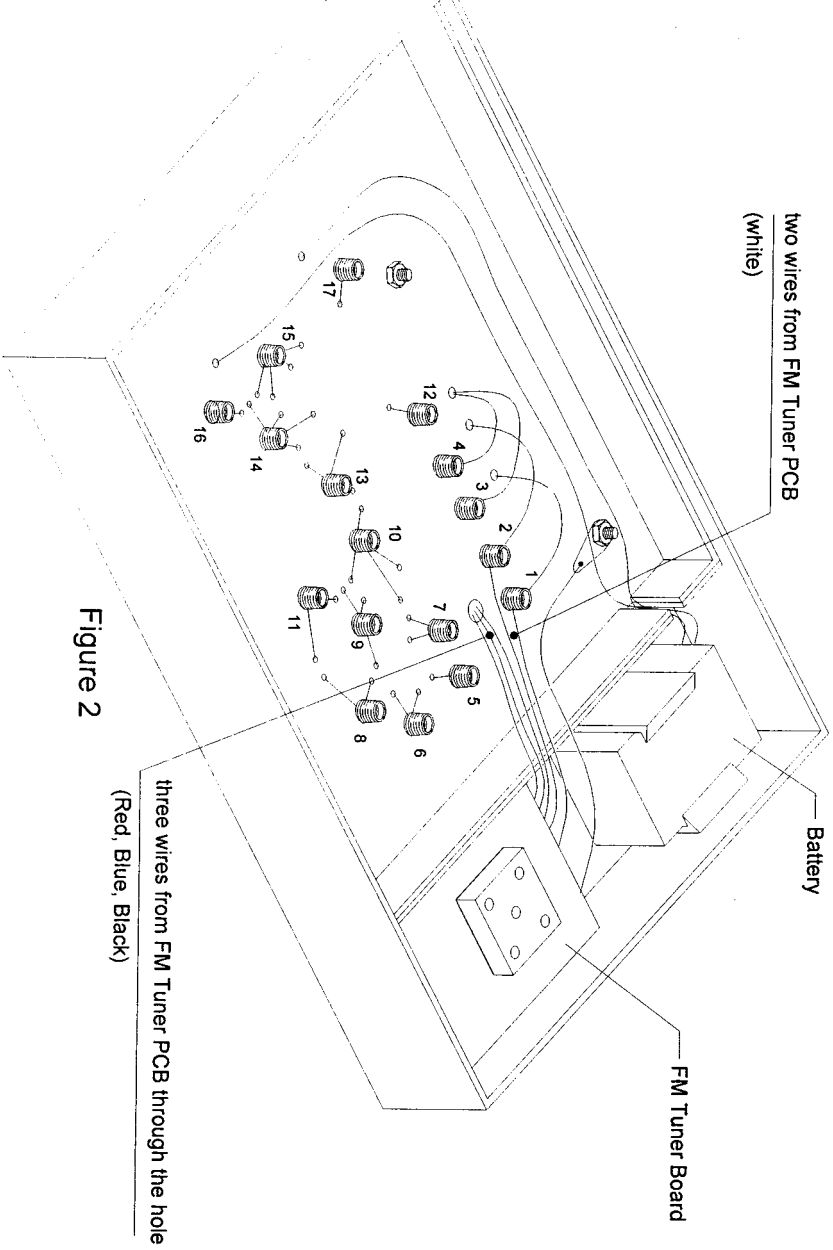 two wires from FM Tuner PCB
(white)
Battery
FM Tuner Board
17
15
16
14
12
4
3
13
2
10
1
7
11
9
5
8
6
three wires from FM Tuner PCB through the hole
(Red, Blue, Black)
Figure 2